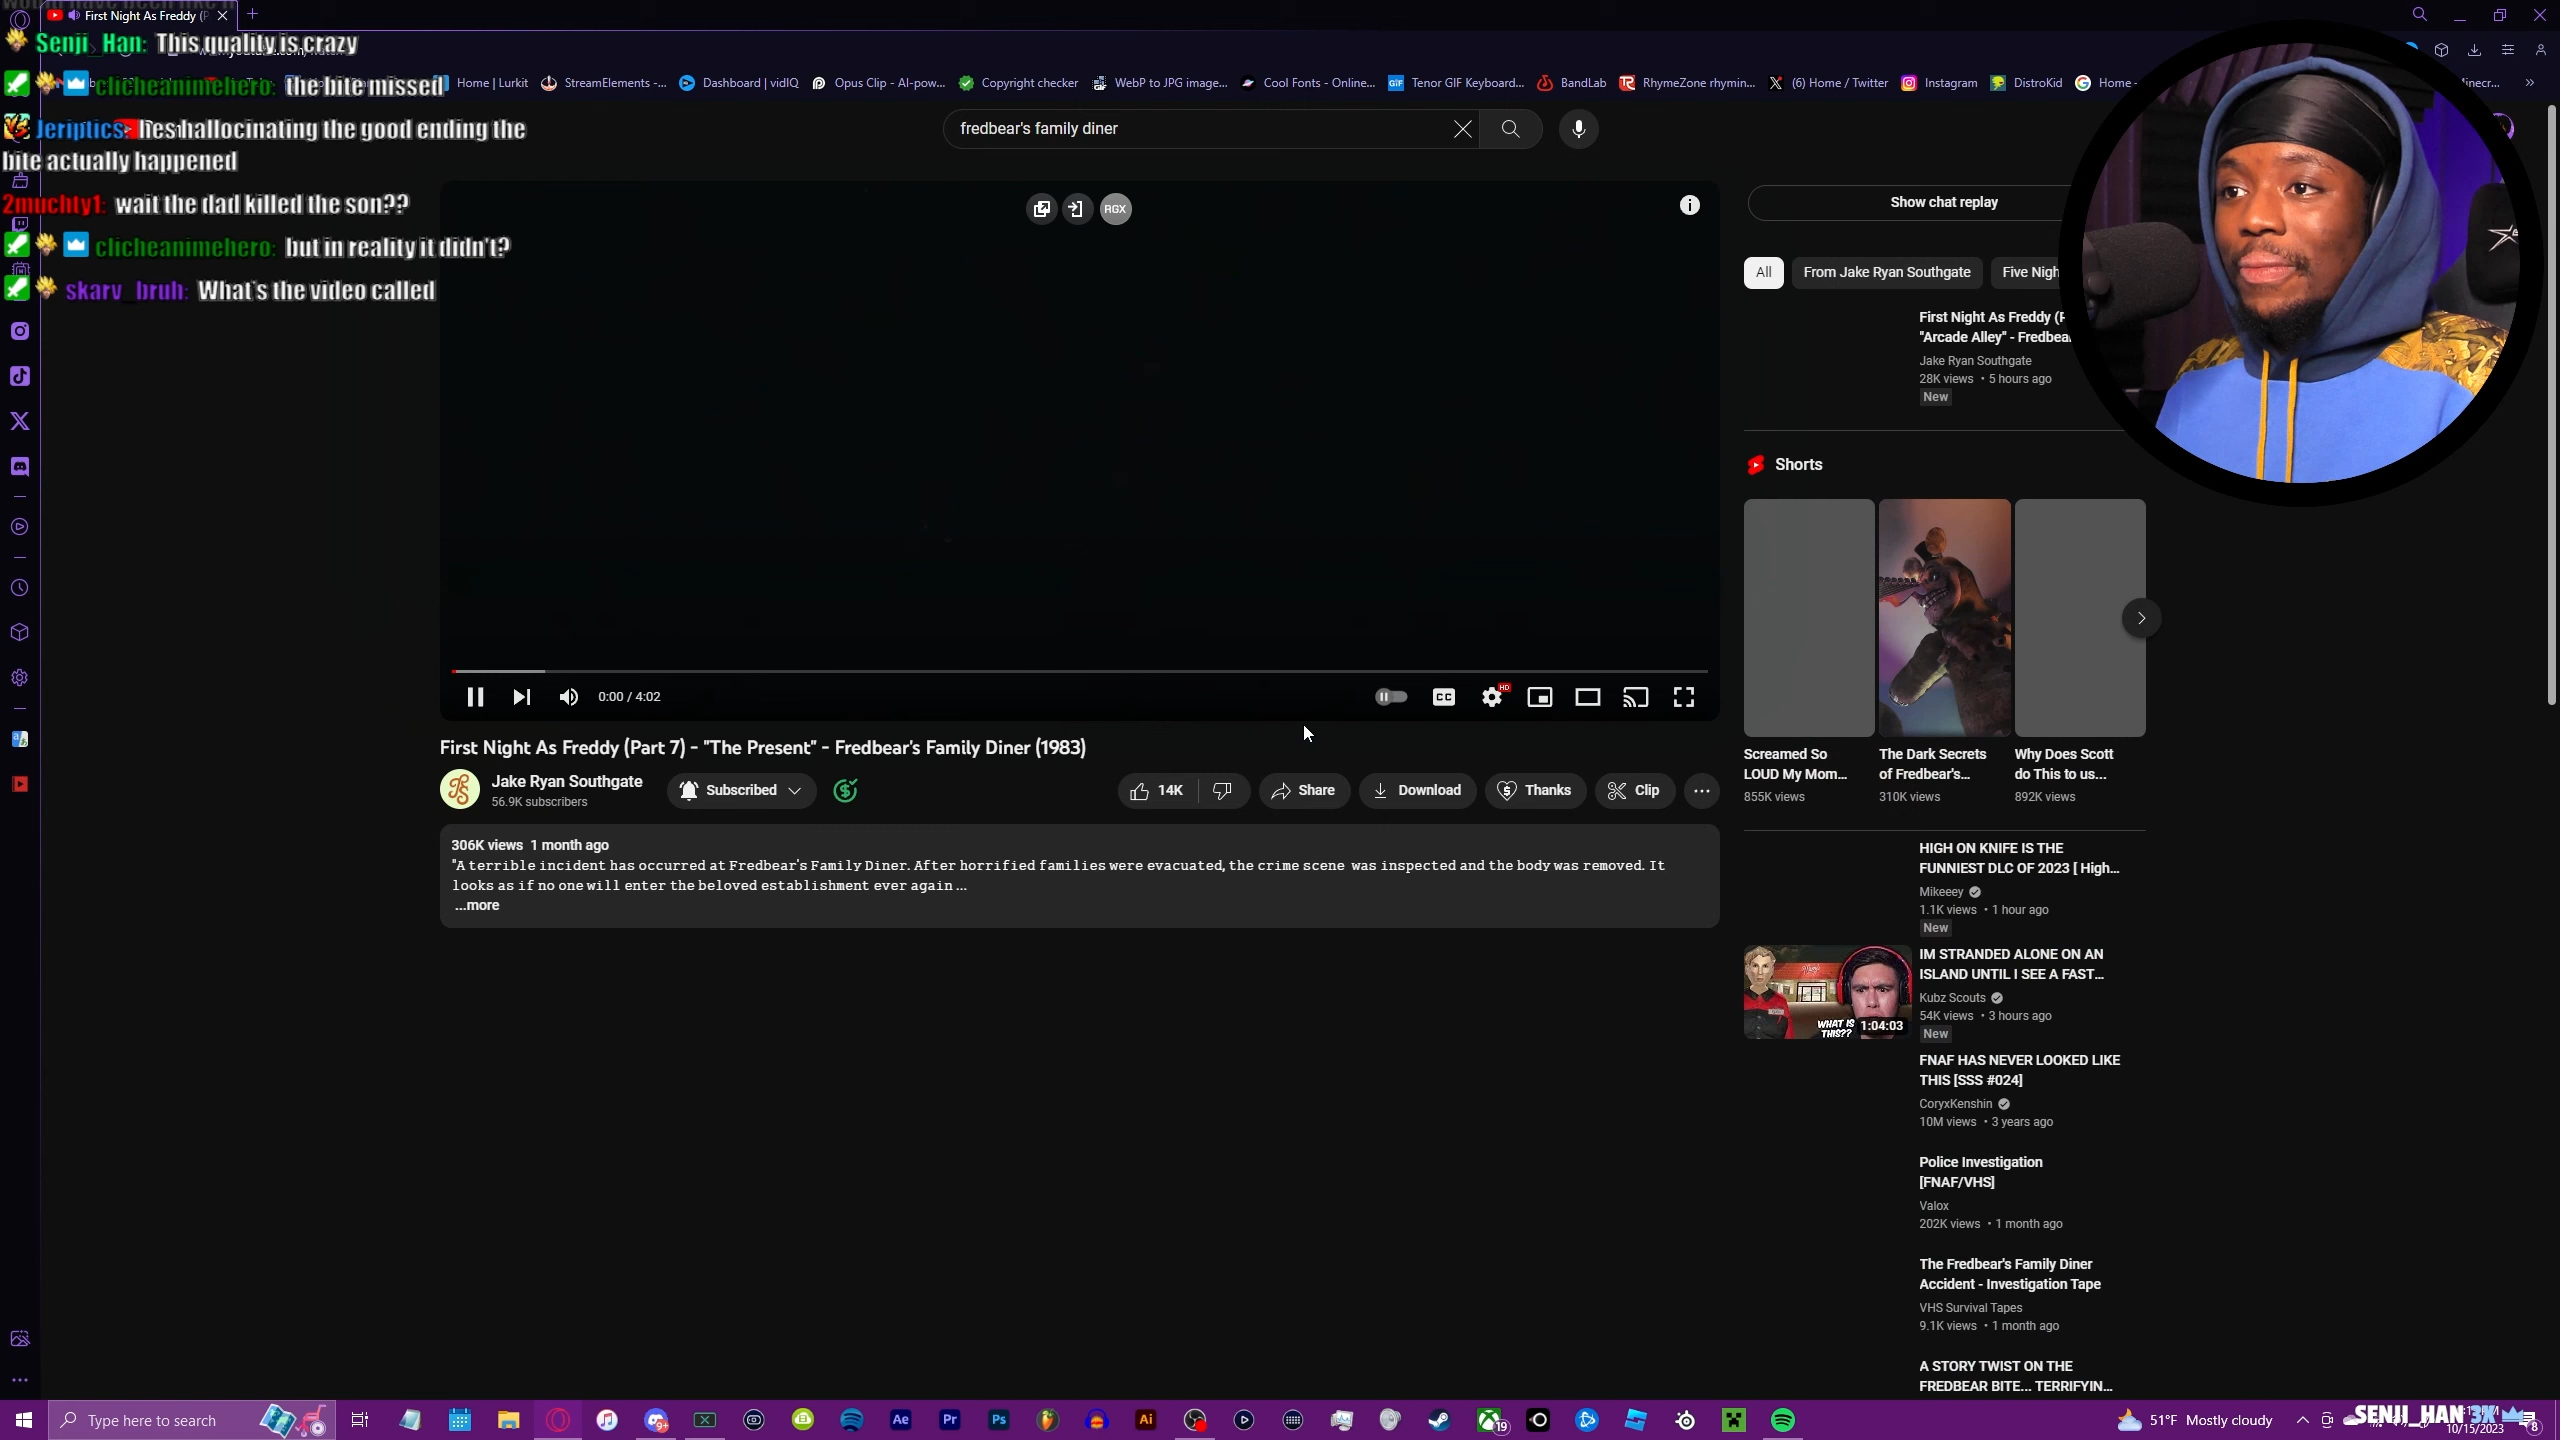 First Night As Freddy (P
Senji_Han: This quality is crazy
clicheanimehero: the bite missed
Jeriptics: hes hallocinating the good ending the
bite actually happened
2muchty1: wait the dad killed the son??
clicheanimehero: but in reality it didn't?
skarv_bruh: What's the video called
Home | Lurkit
StreamElements -...
Dashboard | vidIQ
Opus Clip - AI-pow...
Copyright checker
WebP to JPG image...
Cool Fonts - Online...
Tenor GIF Keyboard...
BandLab
RhymeZone rhymin...
(6) Home / Twitter
Instagram
DistroKid
Home -
fredbear's family diner
RGX
0:00 / 4:02
CC
HD
First Night As Freddy (Part 7) - "The Present" - Fredbear's Family Diner (1983)
Jake Ryan Southgate
56.9K subscribers
Subscribed
14K
Share
Download
Thanks
Clip
306K views 1 month ago
"A terrible incident has occurred at Fredbear's Family Diner. After horrified families were evacuated, the crime scene was inspected and the body was removed. It
looks as if no one will enter the beloved establishment ever again ...
...more
Show chat replay
All
From Jake Ryan Southgate
Five Nigh
First Night As Freddy (P
"Arcade Alley" - Fredbea
Jake Ryan Southgate
28K views • 5 hours ago
New
Shorts
Screamed So
LOUD My Mom...
855K views
The Dark Secrets
of Fredbear's...
310K views
Why Does Scott
do This to us...
892K views
HIGH ON KNIFE IS THE
FUNNIEST DLC OF 2023 [ High...
Mikeeey
1.1K views • 1 hour ago
New
WHAT IS
THIS??
1:04:03
IM STRANDED ALONE ON AN
ISLAND UNTIL I SEE A FAST...
Kubz Scouts
54K views • 3 hours ago
New
FNAF HAS NEVER LOOKED LIKE
THIS [SSS #024]
CoryxKenshin
10M views • 3 years ago
Police Investigation
[FNAF/VHS]
Valox
202K views • 1 month ago
The Fredbear's Family Diner
Accident - Investigation Tape
VHS Survival Tapes
9.1K views • 1 month ago
A STORY TWIST ON THE
FREDBEAR BITE... TERRIFYIN...
Type here to search
9+
Ae
Pr
Ps
Ai
19
51°F Mostly cloudy
SENJI_HAN 3X
10/15/2023
8